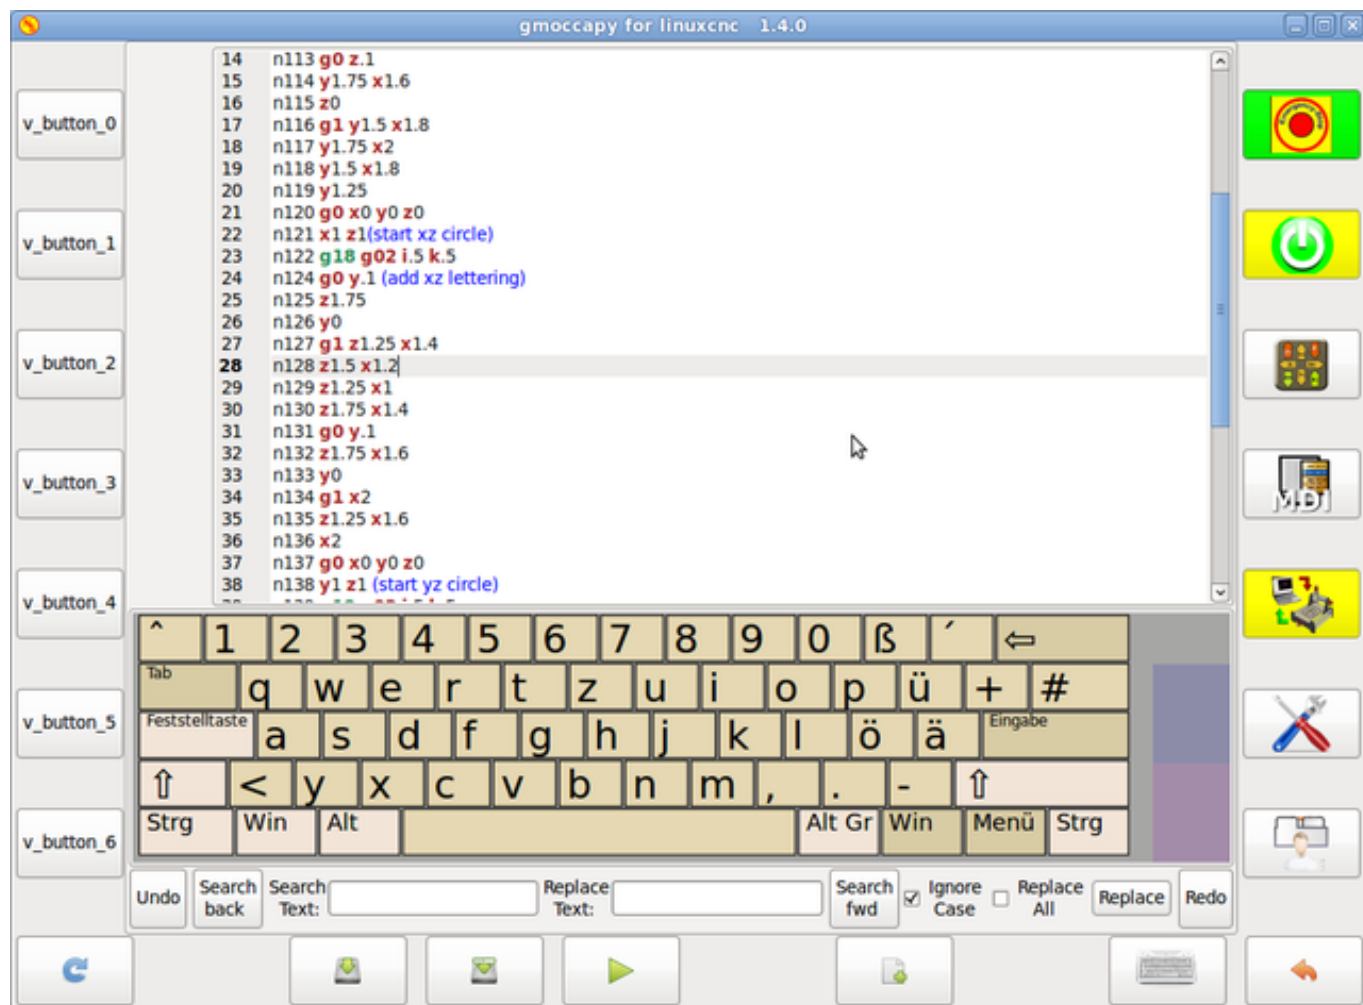 gmoccapy for linuxcnc 1.4.0
v_button_0
v_button_1
v_button_2
v_button_3
v_button_4
v_button_5
v_button_6
14 n113 g0 z.1
15 n114 y1.75 x1.6
16 n115 z0
17 n116 g1 y1.5 x1.8
18 n117 y1.75 x2
19 n118 y1.5 x1.8
20 n119 y1.25
21 n120 g0 x0 y0 z0
22 n121 x1 z1(start xz circle)
23 n122 g18 g02 i.5 k.5
24 n124 g0 y.1 (add xz lettering)
25 n125 z1.75
26 n126 y0
27 n127 g1 z1.25 x1.4
28 n128 z1.5 x1.2
29 n129 z1.25 x1
30 n130 z1.75 x1.4
31 n131 g0 y.1
32 n132 z1.75 x1.6
33 n133 y0
34 n134 g1 x2
35 n135 z1.25 x1.6
36 n136 x2
37 n137 g0 x0 y0 z0
38 n138 y1 z1 (start yz circle)
^ 1 2 3 4 5 6 7 8 9 0 ß ´ ⇦
Tab q w e r t z u i o p ü + #
Feststelltaste a s d f g h j k l ö ä Eingabe
⇧ < y x c v b n m , . - ⇧
Strg Win Alt Alt Gr Win Menü Strg
Undo Search back Search Text: Replace Text: Search fwd Ignore Case Replace All Replace Redo
MDI